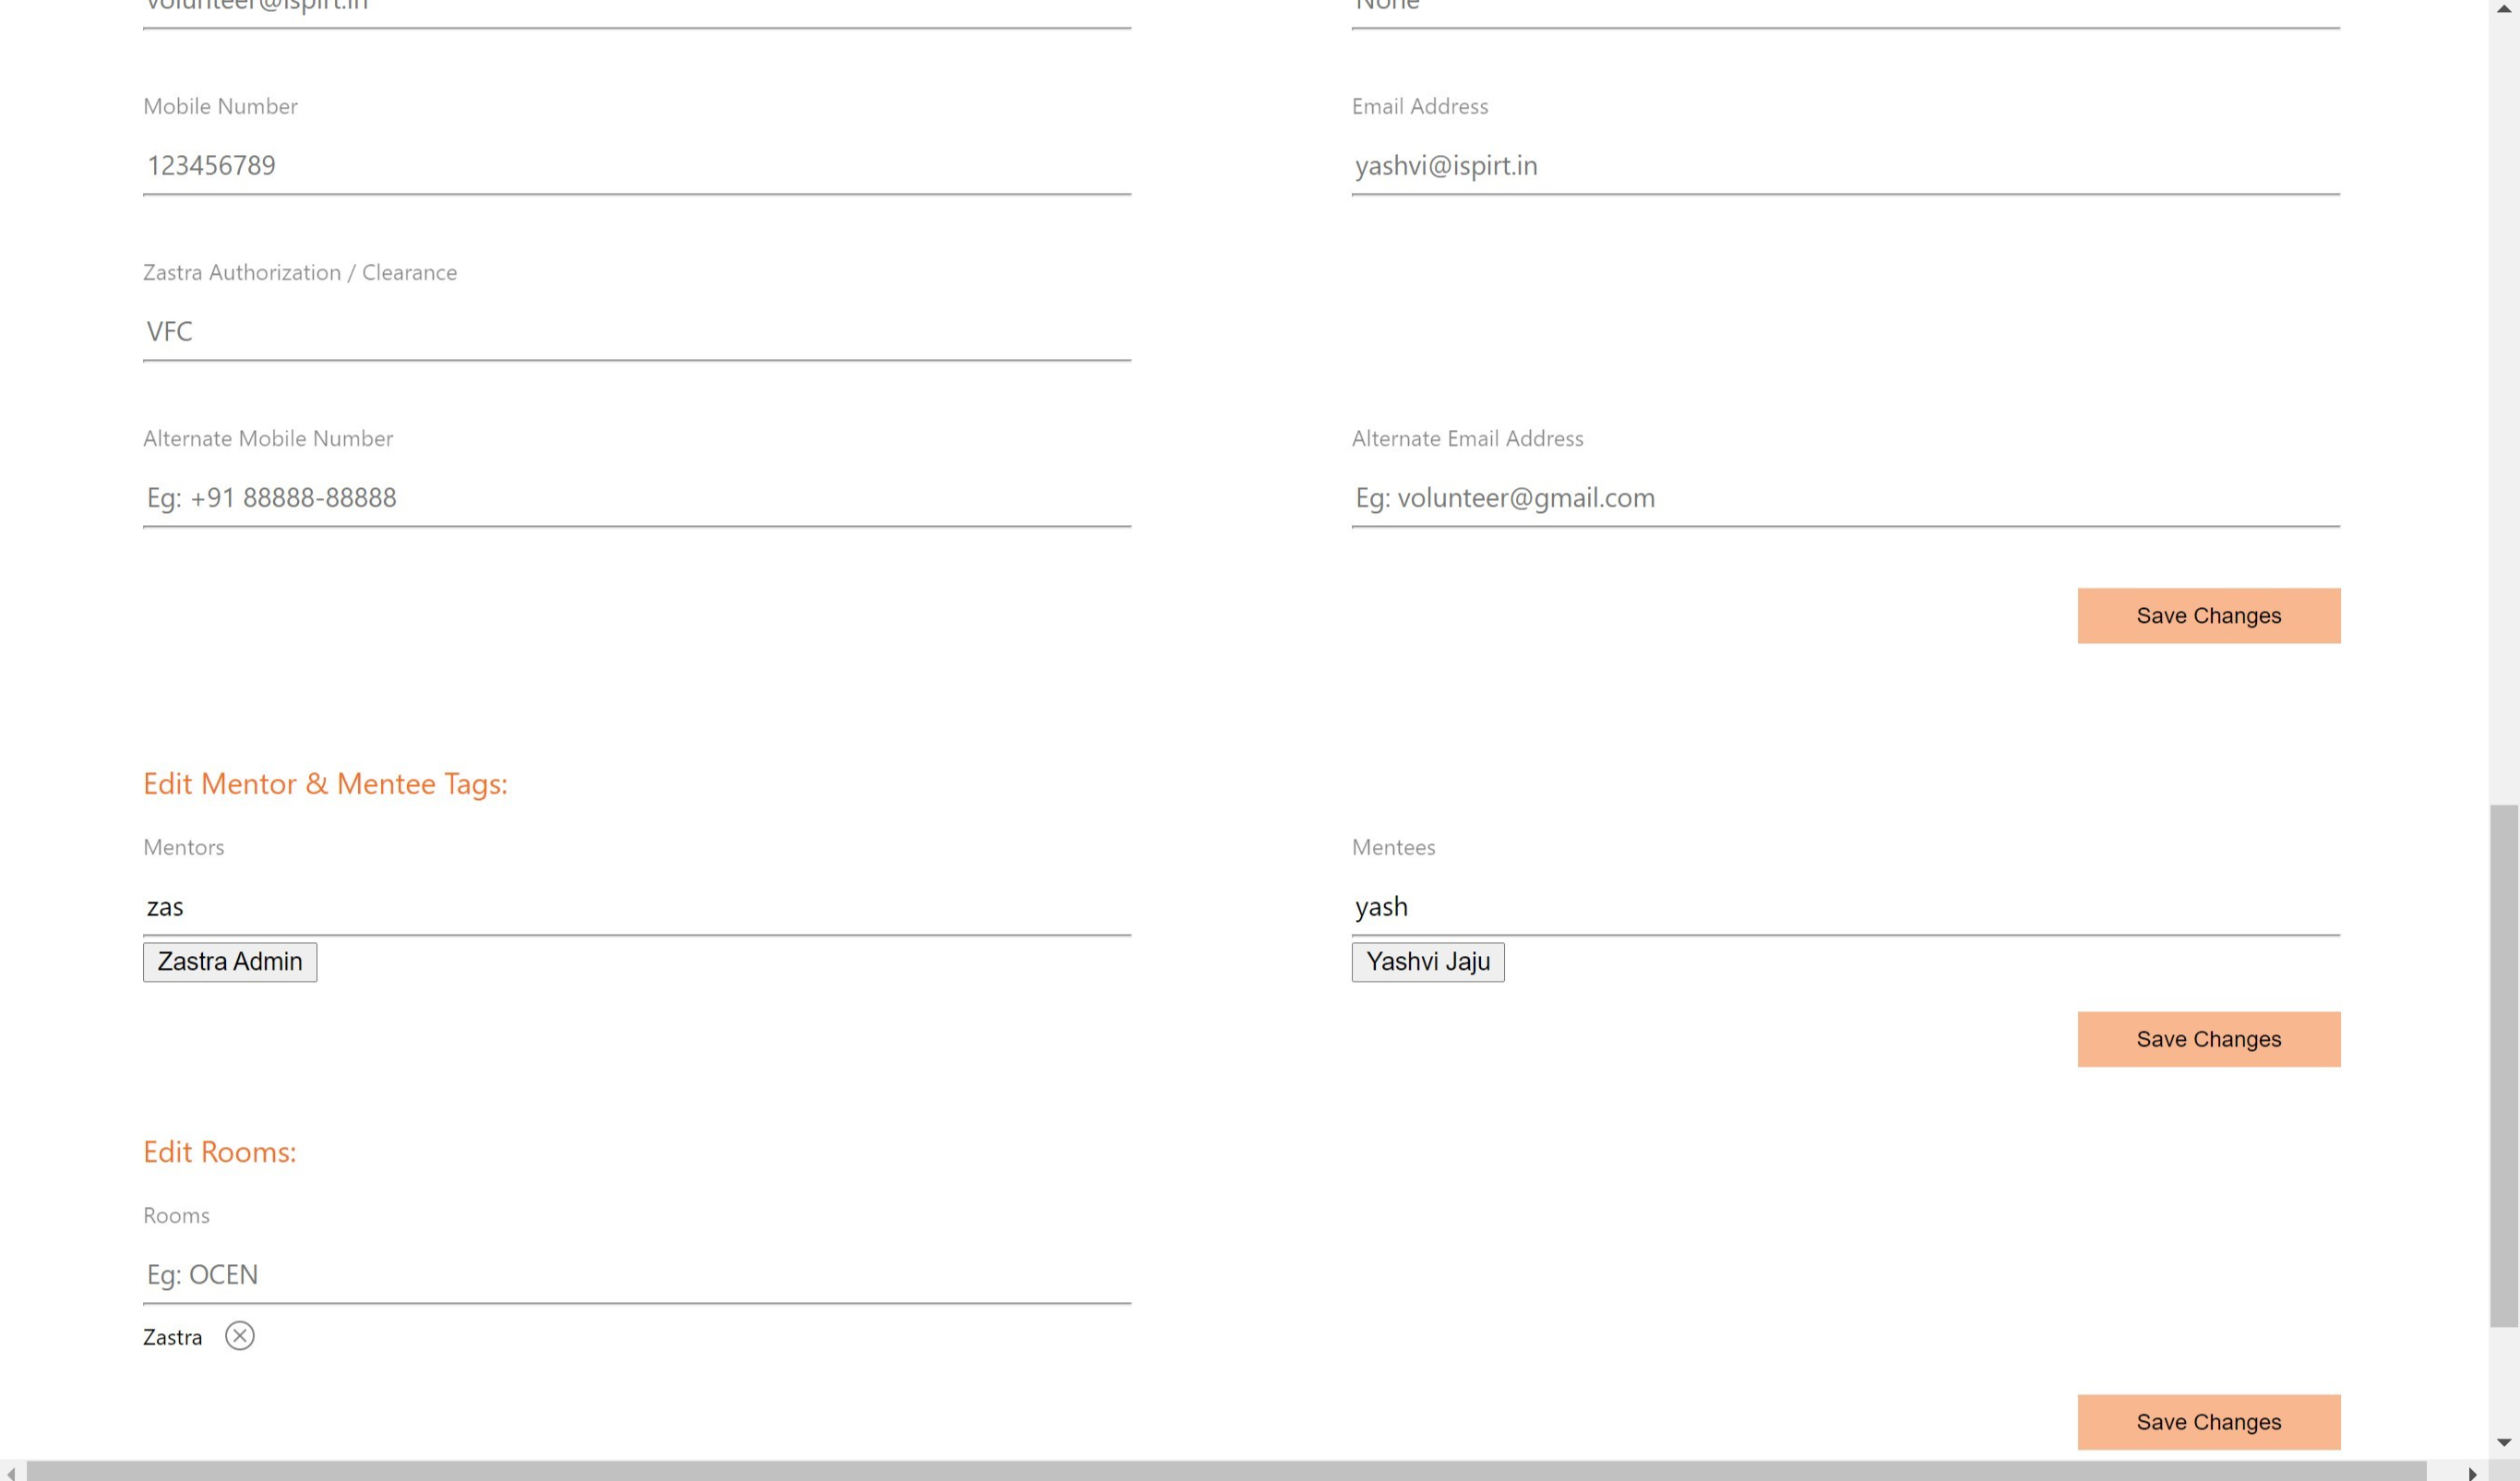 volunteer@ispirt.in
None
Mobile Number
Email Address
123456789
yashvi@ispirt.in
Zastra Authorization / Clearance
VFC
Alternate Mobile Number
Alternate Email Address
Eg: +91 88888-88888
Eg: volunteer@gmail.com
Save Changes
Edit Mentor & Mentee Tags:
Mentors
Mentees
zas
yash
Zastra Admin
Yashvi Jaju
Save Changes
Edit Rooms:
Rooms
Eg: OCEN
Zastra
Save Changes